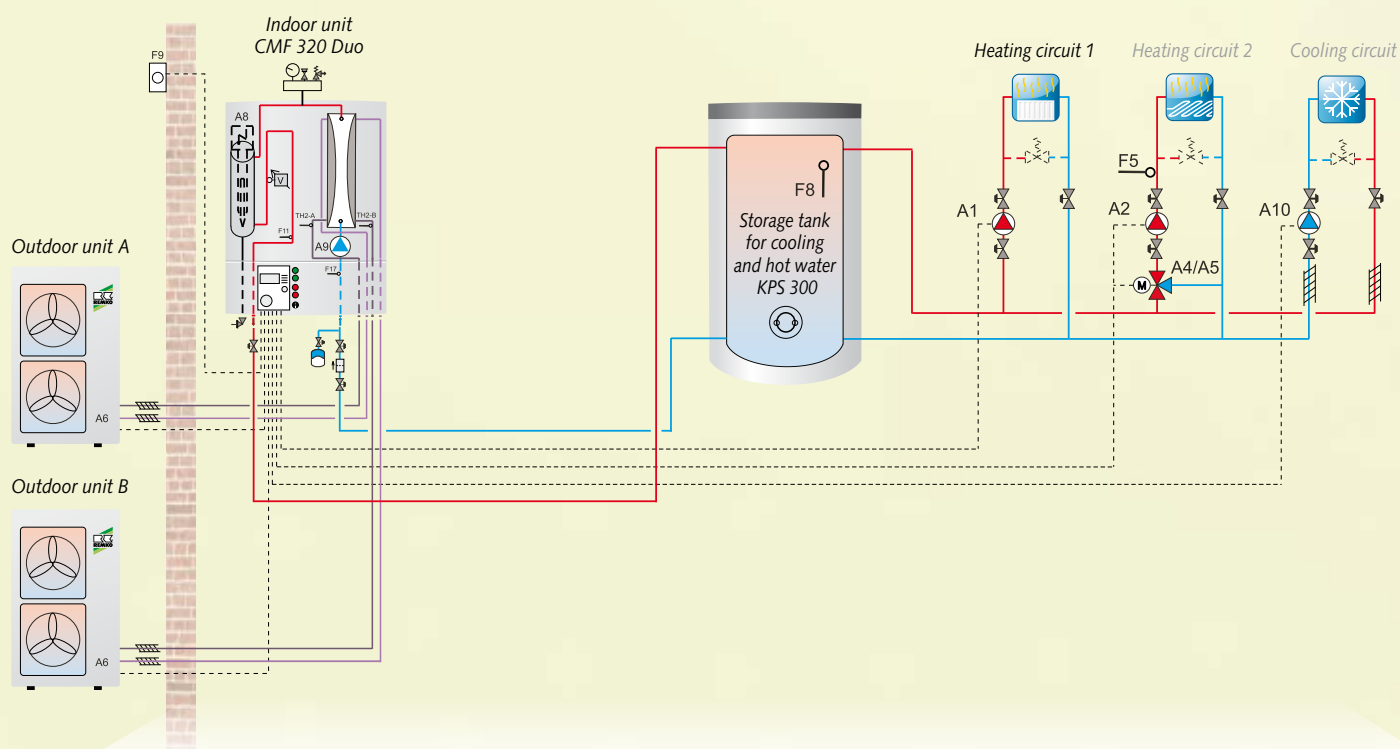 Indoor unit
CMF 320 Duo
F9
A8
V
TH2-A
TH2-B
F11
A9
F17
Outdoor unit A
REMKO
A6
Outdoor unit B
REMKO
A6
F8
Storage tank
for cooling
and hot water
KPS 300
Heating circuit 1
Heating circuit 2
Cooling circuit
F5
A1
A2
A10
A4/A5
M